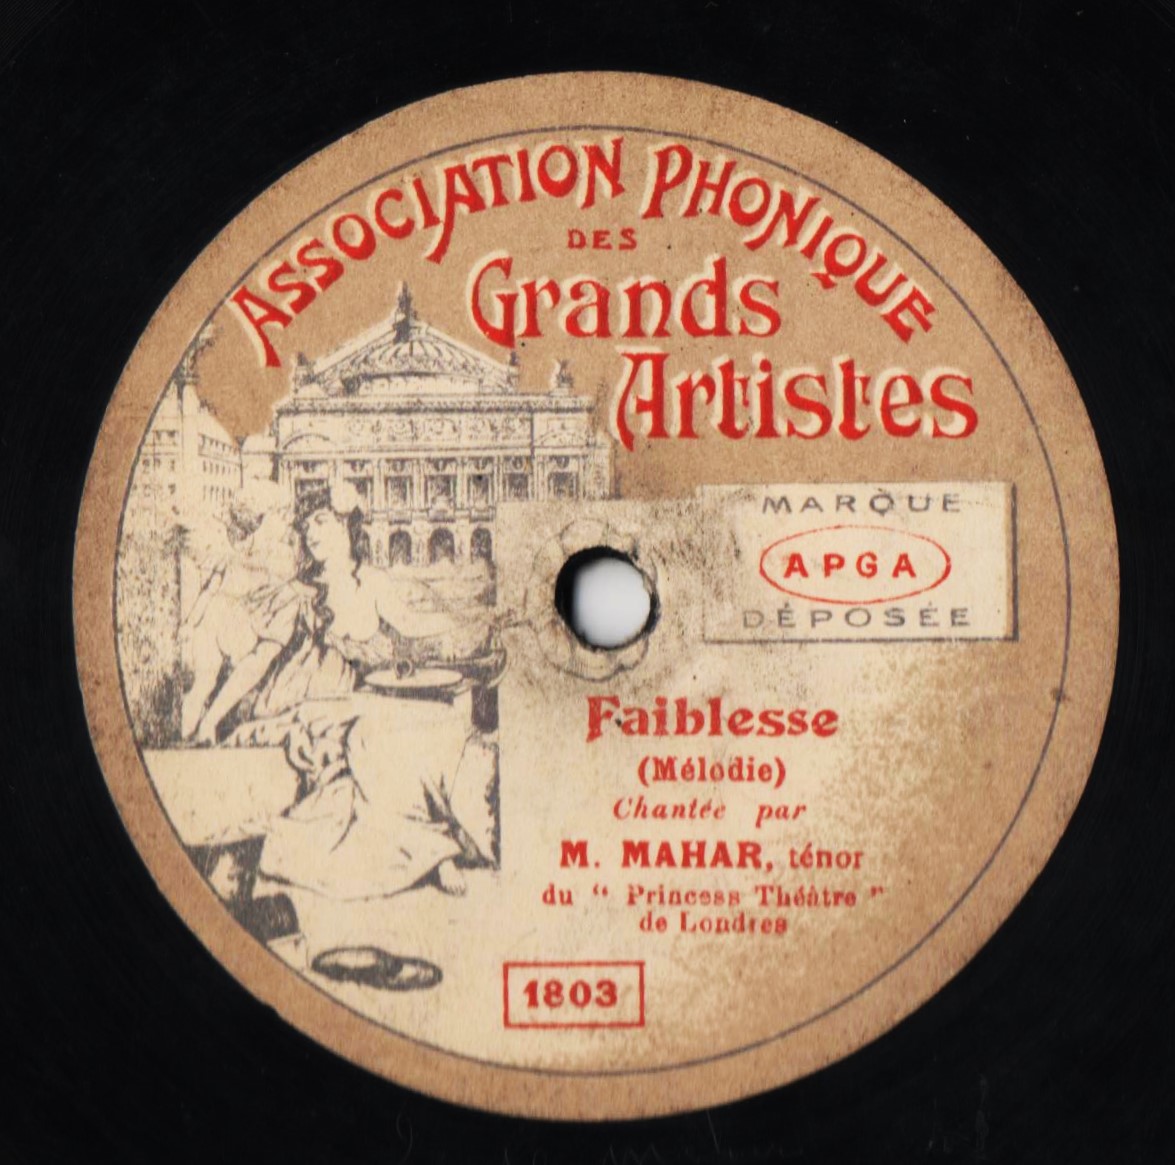 ASSOCIATION PHONIQUE
DES
Grands
Artistes
MARQUE
APGA
DÉPOSÉE
Faiblesse
(Mélodie)
Chantée par
M. MAHAR, ténor
du “ Princess Théâtre ”
de Londres
1803